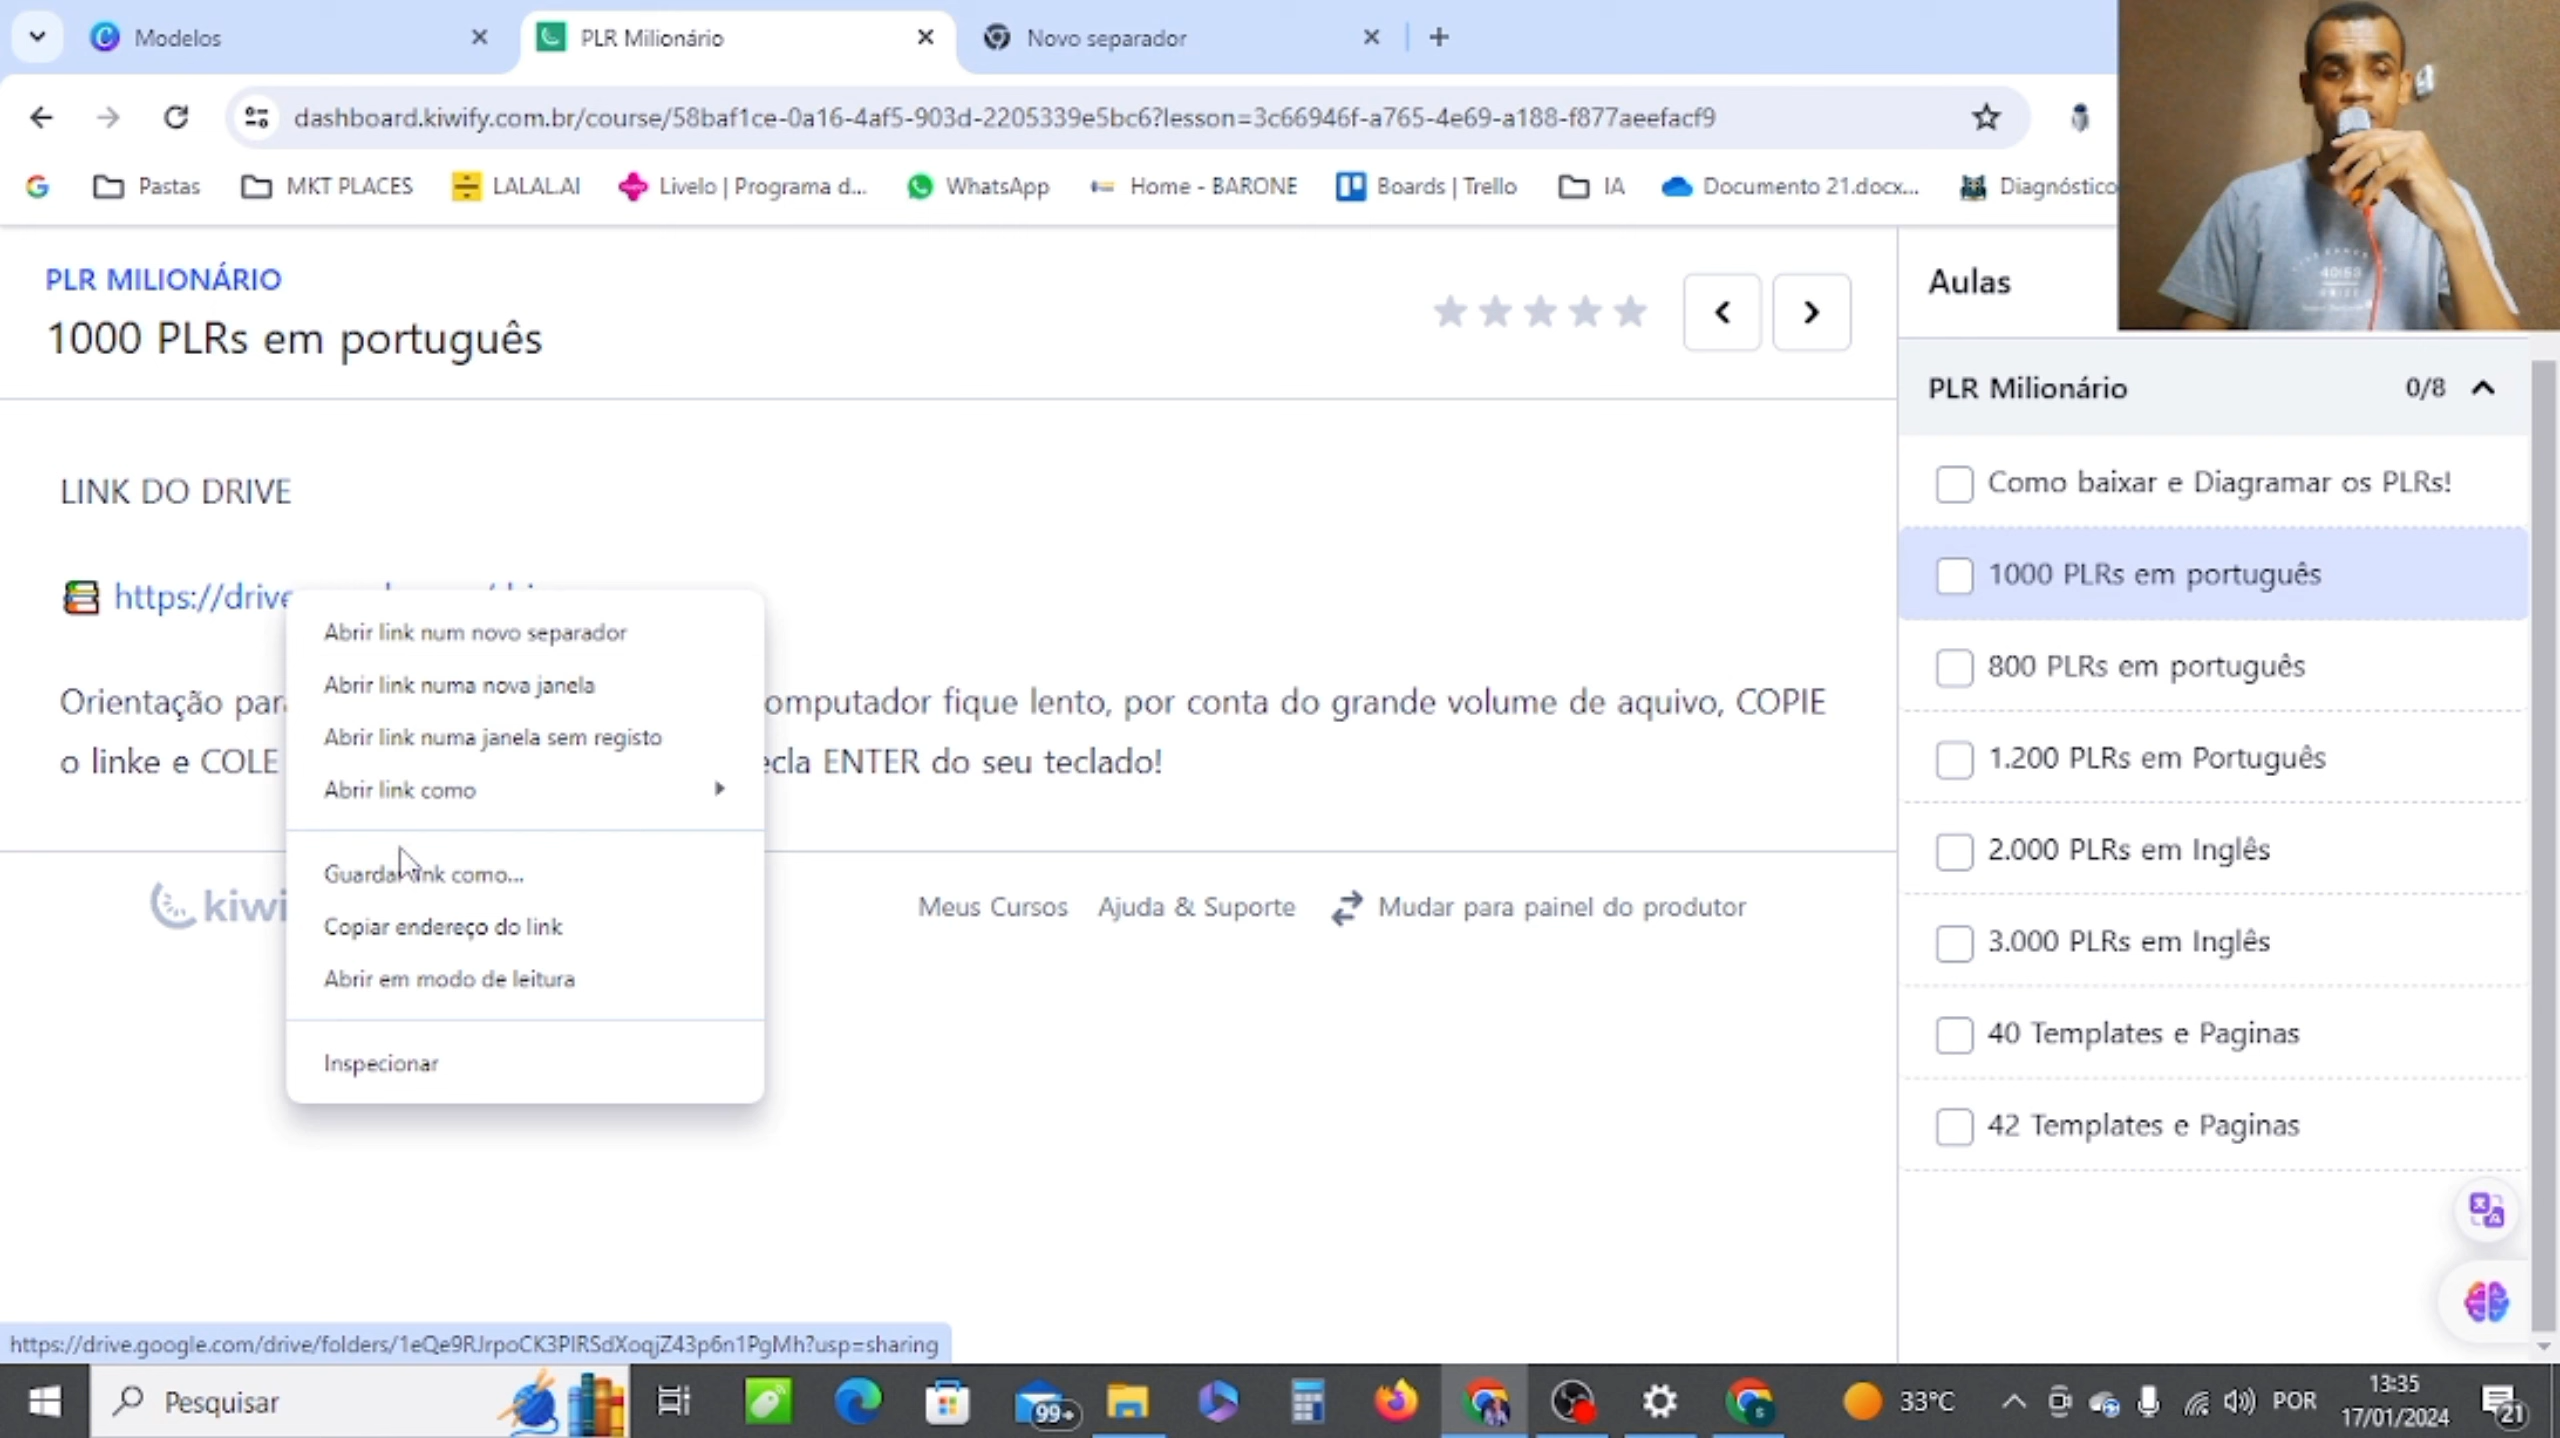 Modelos
PLR Milionário
Novo separador
dashboard.kiwify.com.br/course/58baf1ce-0a16-4af5-903d-2205339e5bc6?lesson=3c66946f-a765-4e69-a188-f877aeefacf9
Pastas
MKT PLACES
LALAL.AI
Livelo | Programa d...
WhatsApp
Home - BARONE
Boards | Trello
IA
Documento 21.docx...
Diagnóstico
PLR MILIONÁRIO
1000 PLRs em português
LINK DO DRIVE
https://drive
Orientação par
omputador fique lento, por conta do grande volume de aquivo, COPIE
o linke e COLE
ecla ENTER do seu teclado!
Abrir link num novo separador
Abrir link numa nova janela
Abrir link numa janela sem registo
Abrir link como
Guardar link como...
Copiar endereço do link
Abrir em modo de leitura
Inspecionar
kiwi
Meus Cursos
Ajuda & Suporte
Mudar para painel do produtor
Aulas
PLR Milionário
0/8
Como baixar e Diagramar os PLRs!
1000 PLRs em português
800 PLRs em português
1.200 PLRs em Português
2.000 PLRs em Inglês
3.000 PLRs em Inglês
40 Templates e Paginas
42 Templates e Paginas
https://drive.google.com/drive/folders/1eQe9RJrpoCK3PIRSdXoqjZ43p6n1PgMh?usp=sharing
Pesquisar
99+
33°C
POR
13:35
17/01/2024
21